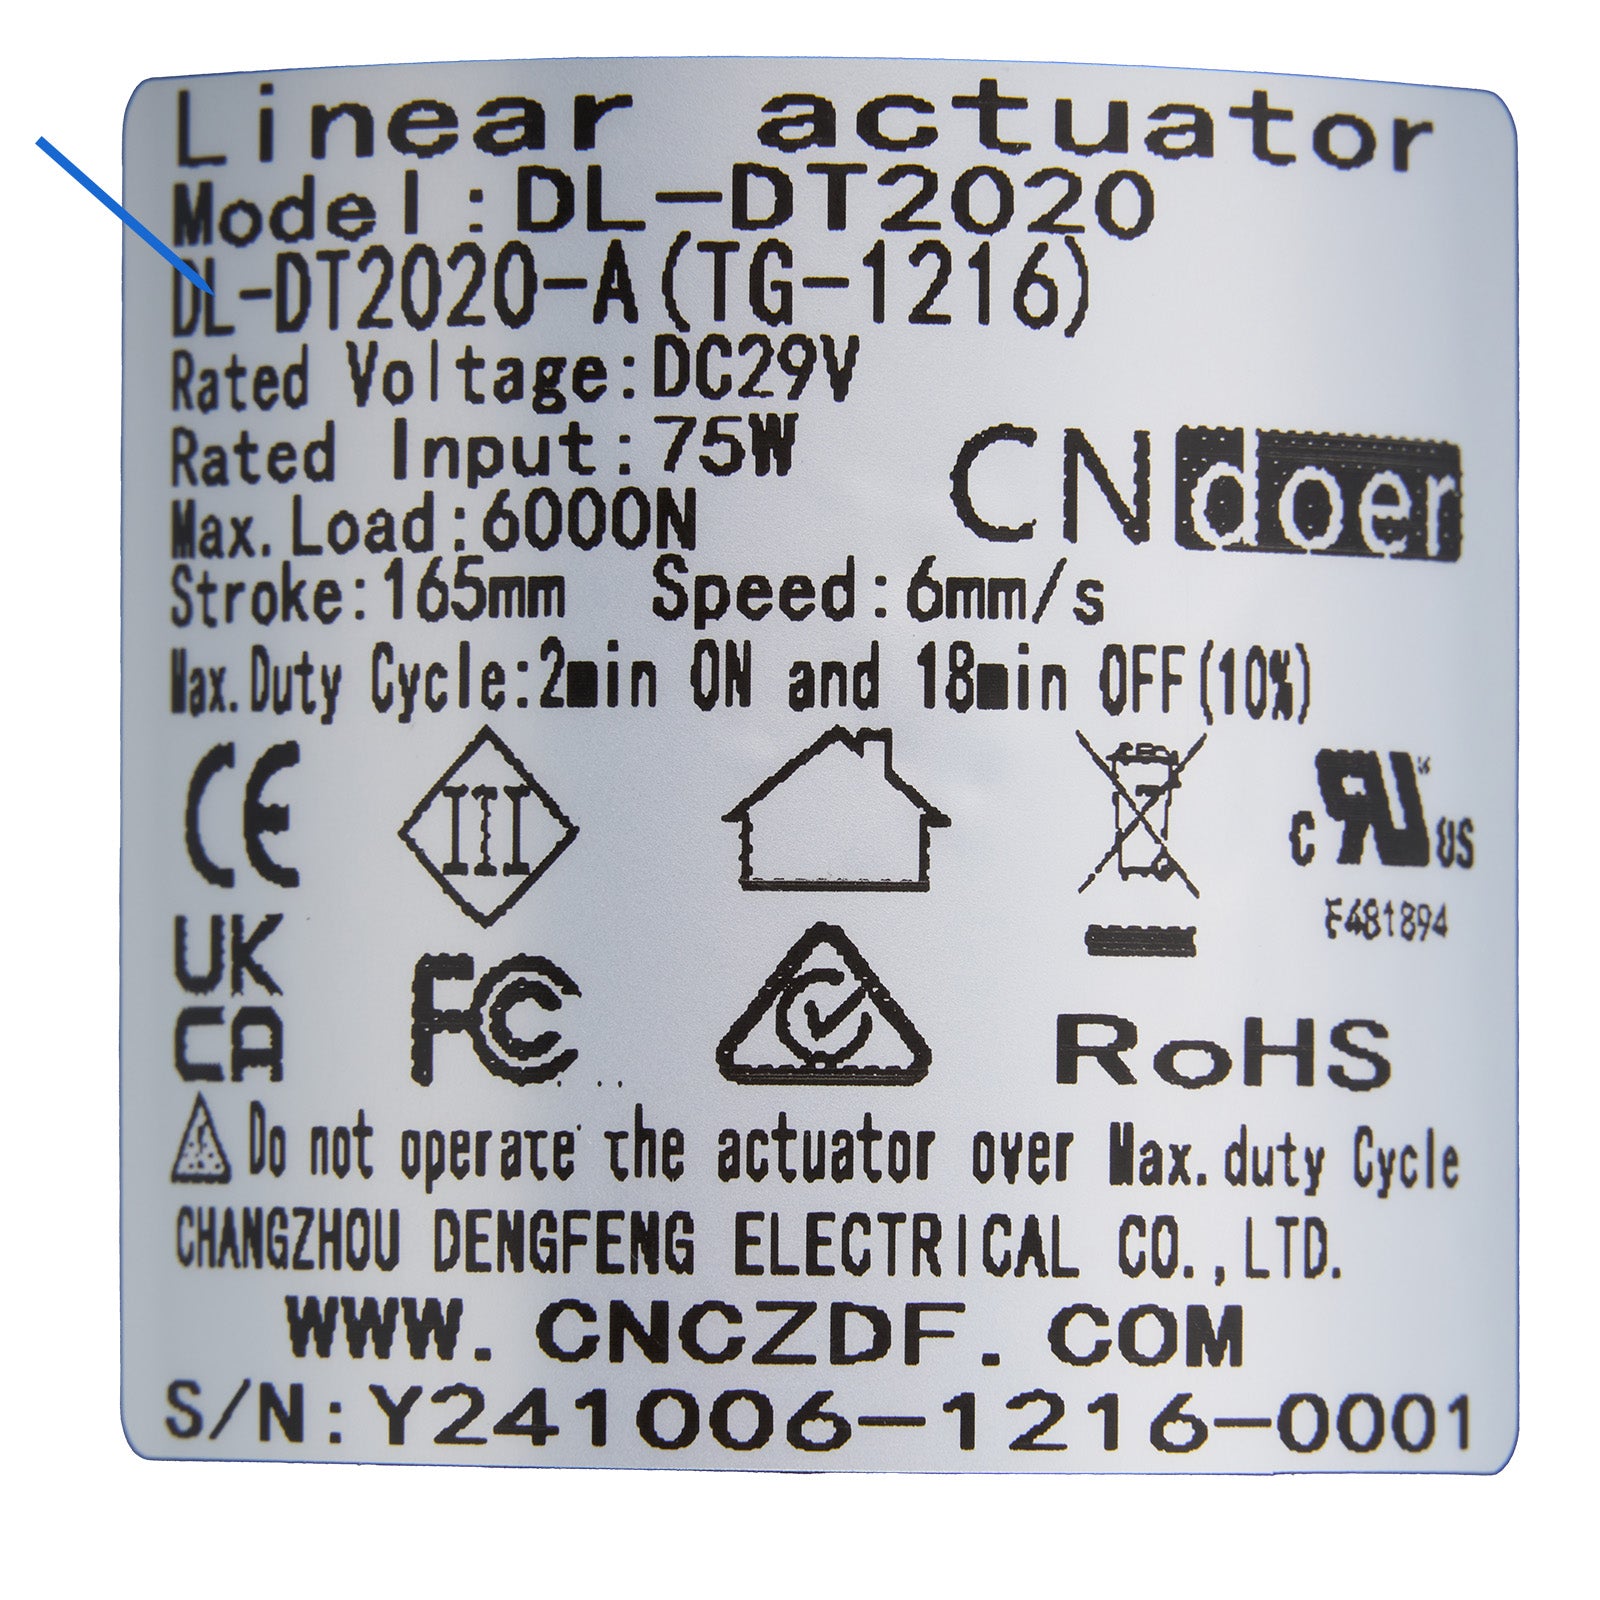 Linear actuator
Model:DL-DT2020
DL-DT2020-A(TG-1216)
Rated Voltage:DC29V
Rated Input:75W
CNdoer
Max.Load:6000N
Stroke:165mm Speed:6mm/s
Max.Duty Cycle:2min ON and 18min OFF(10%)
CE
III
c RU US
E481894
UK
CA
FC
RoHS
Do not operate the actuator over Max.duty Cycle
CHANGZHOU DENGFENG ELECTRICAL CO.,LTD.
WWW.CNCZDF.COM
S/N:Y241006-1216-0001